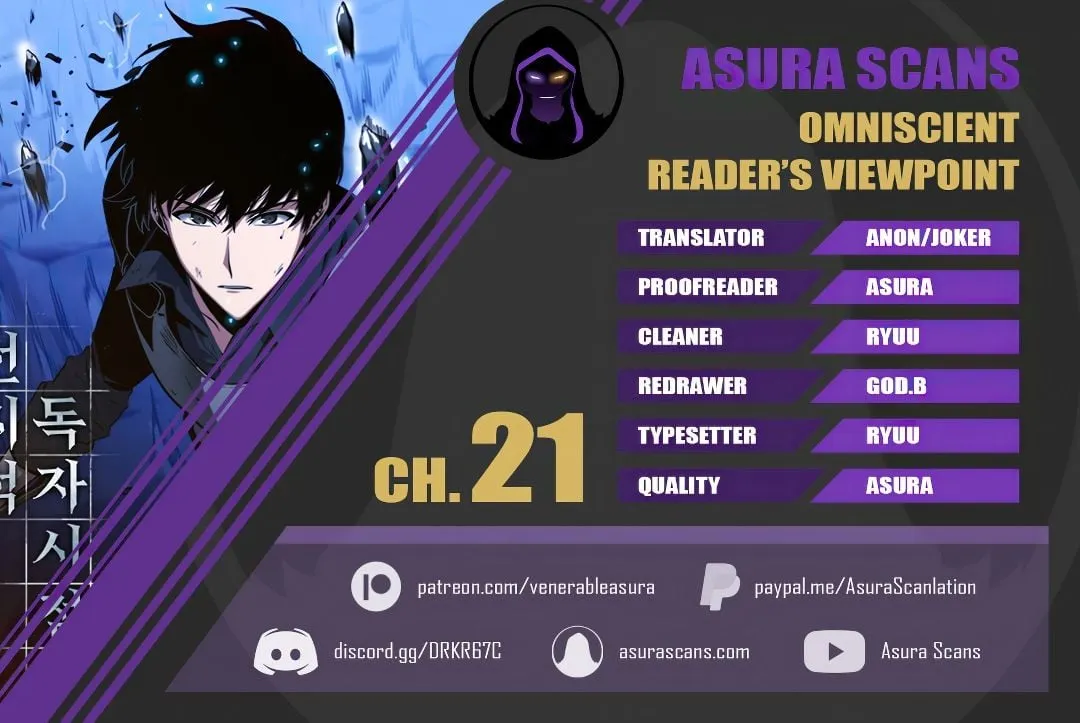 ASURA SCANS
OMNISCIENT
READER'S VIEWPOINT
TRANSLATOR ANON/JOKER
PROOFREADER ASURA
CLEANER RYUU
REDRAWER GOD.B
TYPESETTER RYUU
QUALITY ASURA
CH. 21
patreon.com/venerableasura
paypal.me/AsuraScanlation
discord.gg/DRKR67C
asurascans.com
Asura Scans
독자시